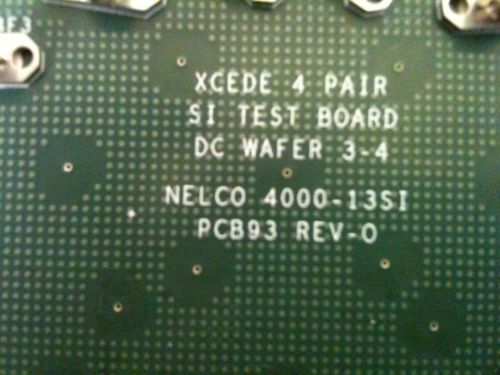 XCEDE 4 PAIR
SI TEST BOARD
DC WAFER 3-4
NELCO 4000-13SI
PCB93 REV-0